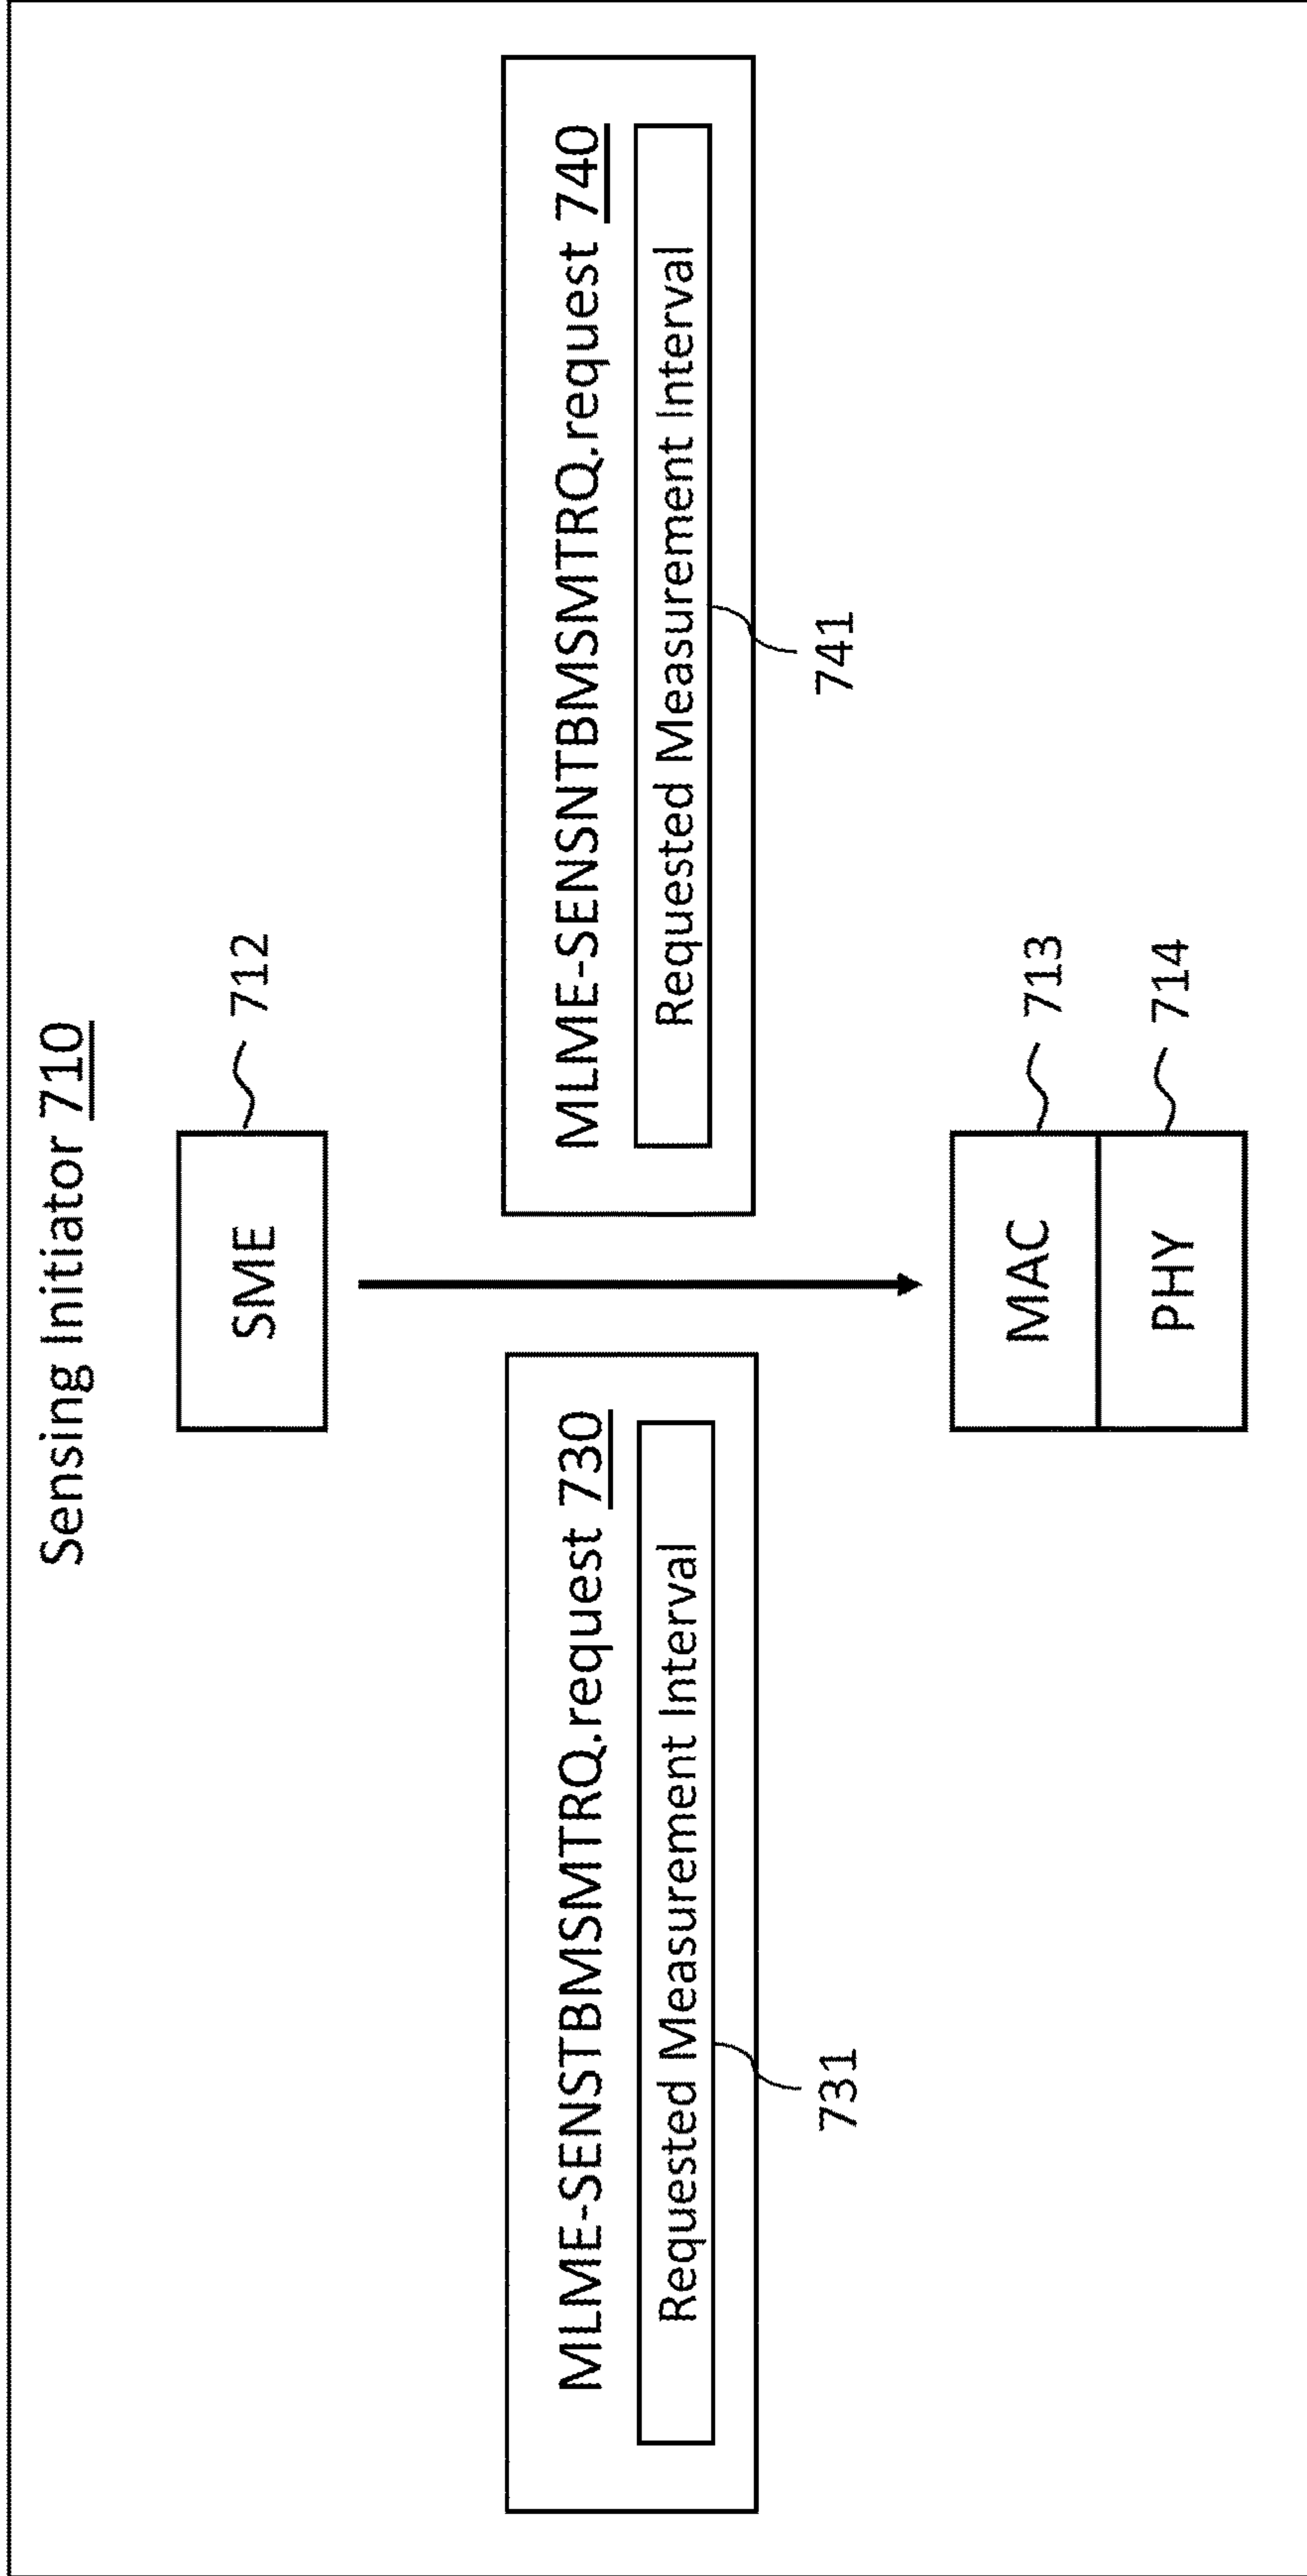 Sensing Initiator 710
SME
712
MLME-SENSTBMSMTRQ.request 730
Requested Measurement Interval
731
MLME-SENSNTBMSMTRQ.request 740
Requested Measurement Interval
741
MAC
713
PHY
714